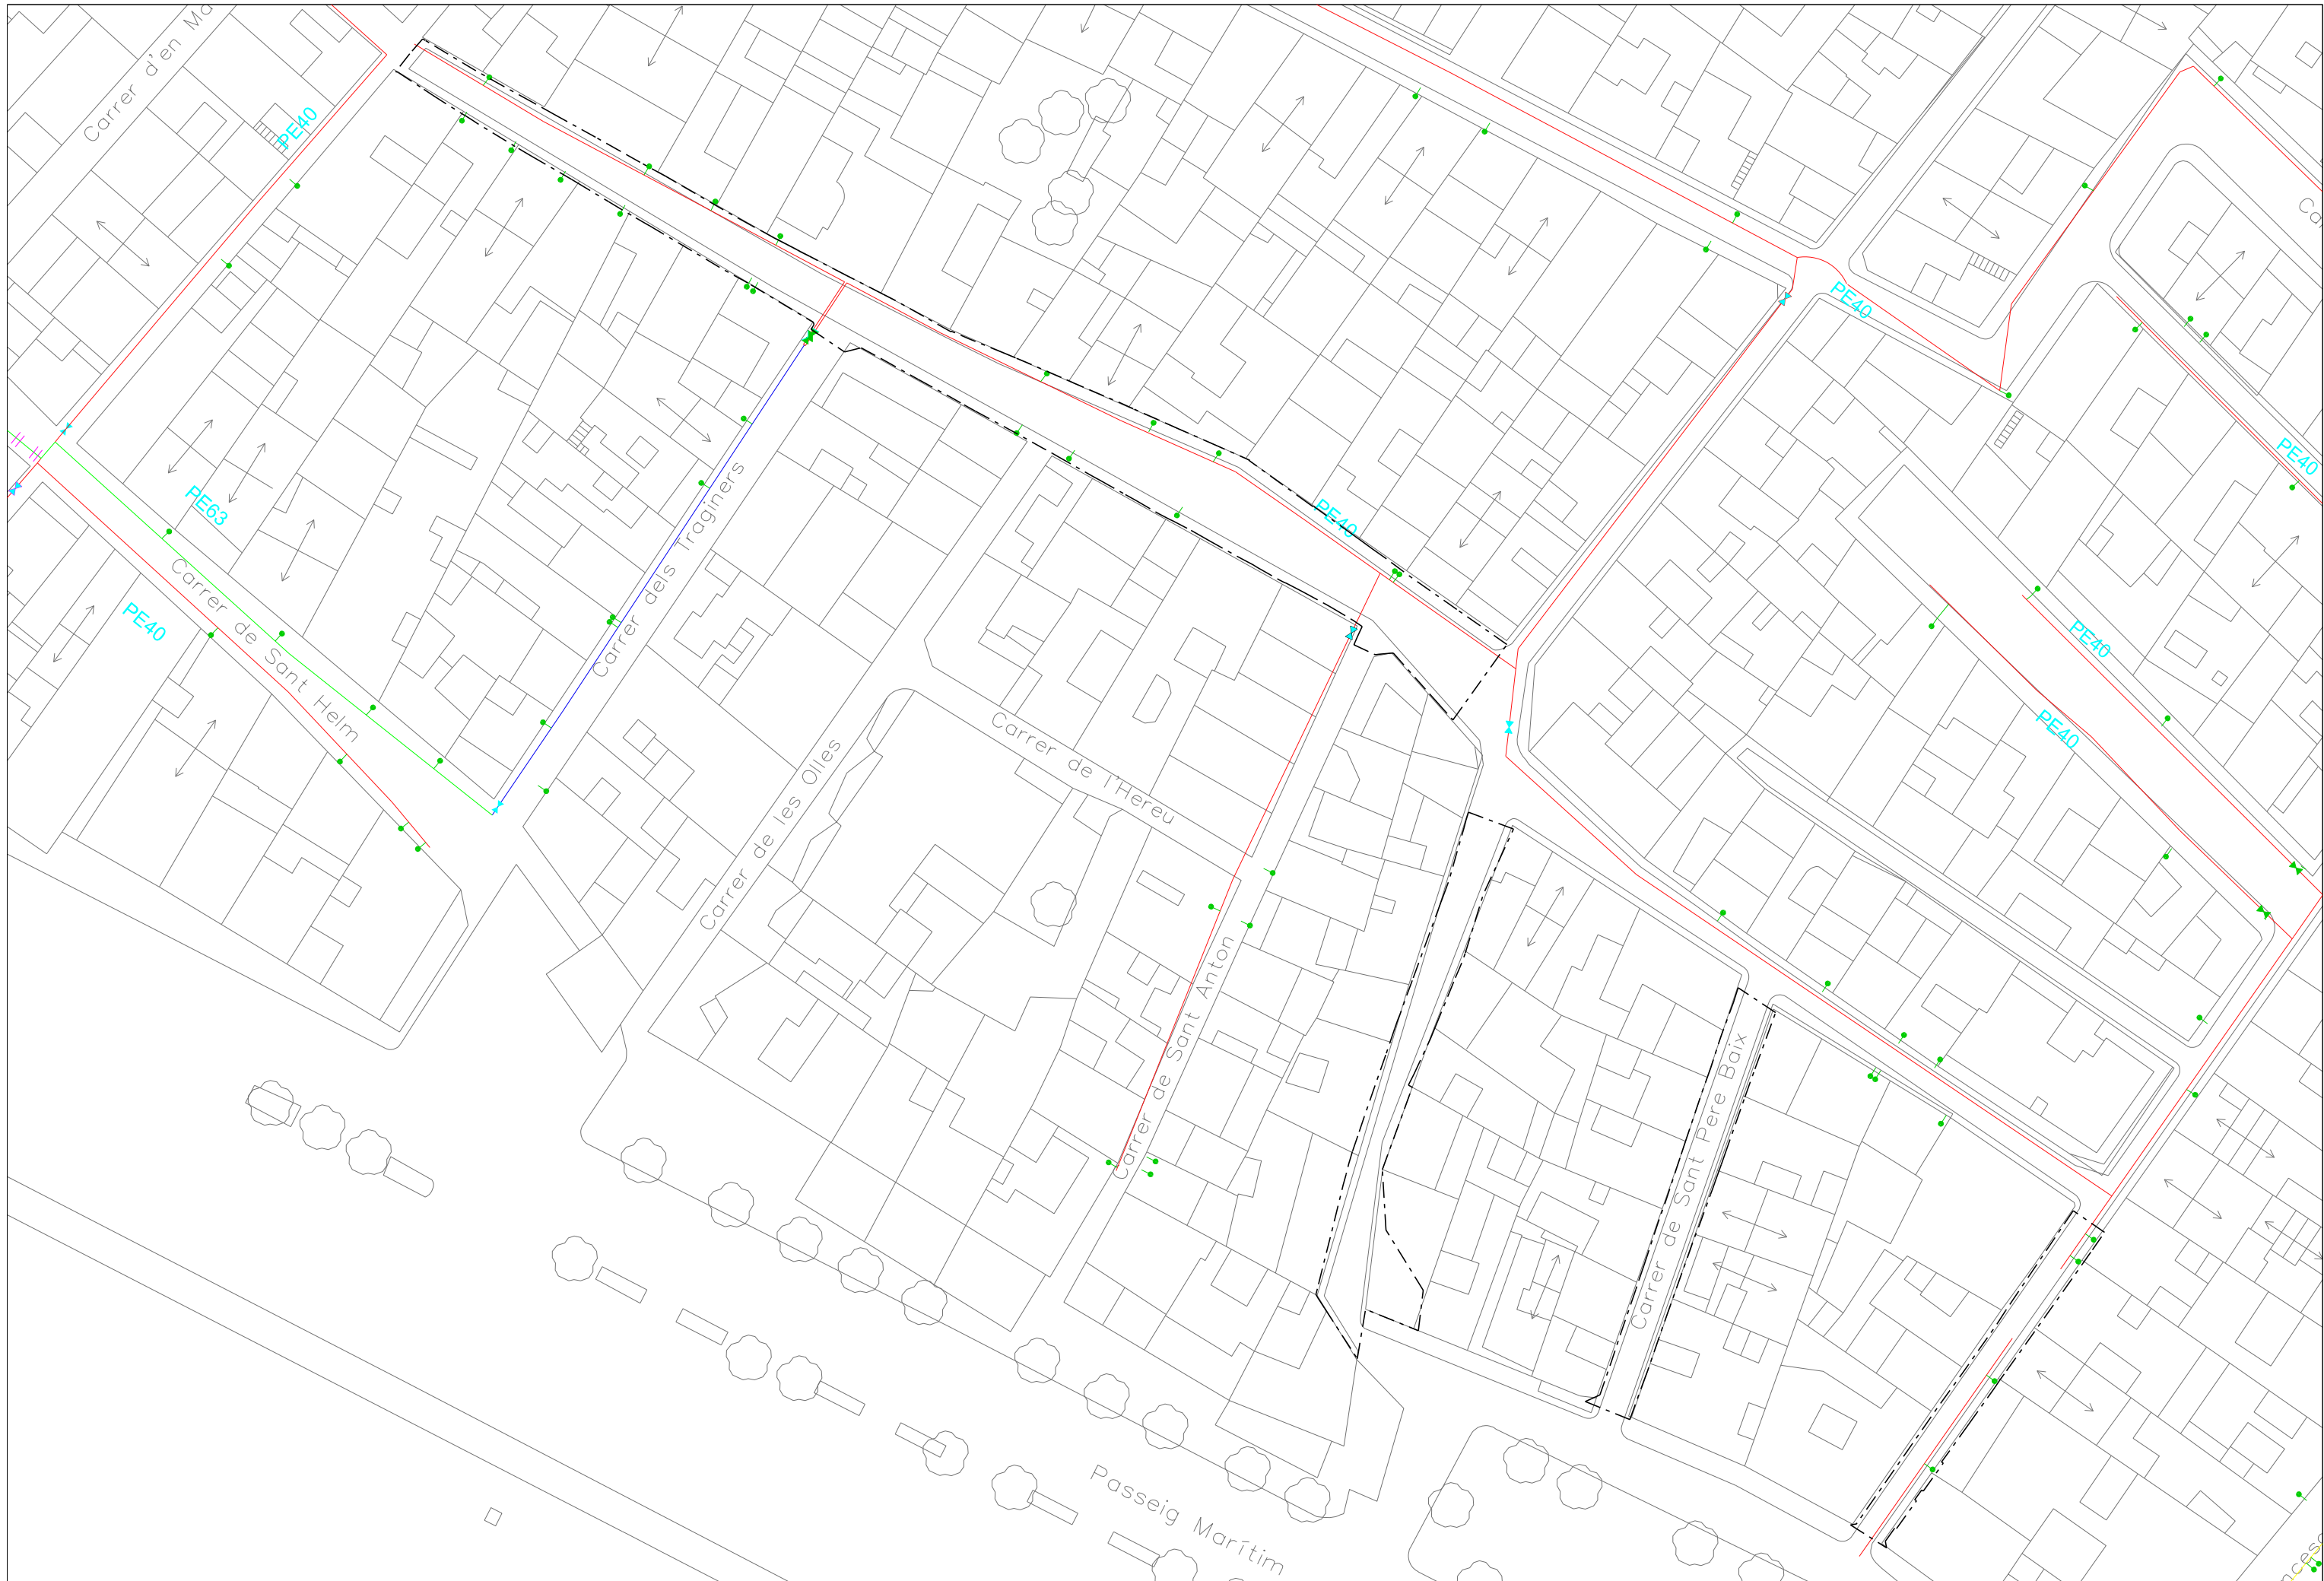 Carrer d'en Ma
PE40
PE40
PE40
PE40
PE63
Carrer dels Traginers
PE40
Carrer de Sant Helm
PE40
PE40
Carrer de l'Hereu
Carrer de les Olles
Carrer de Sant Anton
Carrer de Sant Pere Baix
Passeig Marítim